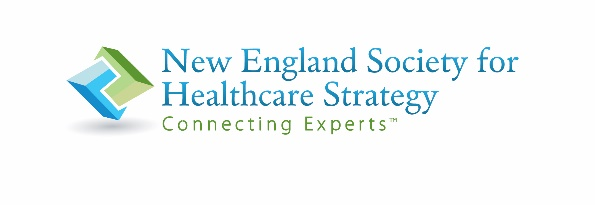 New England Society for
Healthcare Strategy
Connecting Experts™